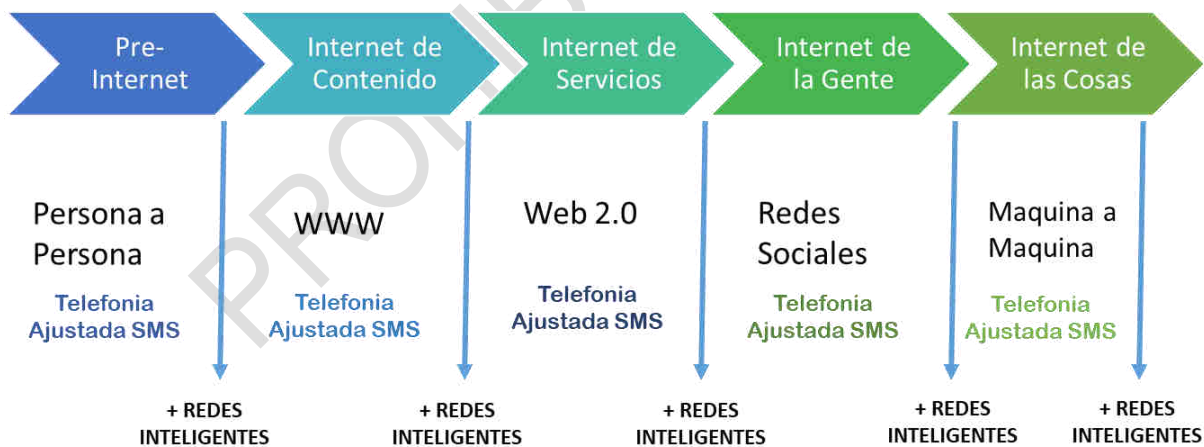 Pre-
Internet
Internet de
Contenido
Internet de
Servicios
Internet de
la Gente
Internet de
las Cosas
Persona a
Persona
Telefonia
Ajustada SMS
WWW
Telefonia
Ajustada SMS
Web 2.0
Telefonia
Ajustada SMS
Redes
Sociales
Telefonia
Ajustada SMS
Maquina a
Maquina
Telefonia
Ajustada SMS
+ REDES
INTELIGENTES
+ REDES
INTELIGENTES
+ REDES
INTELIGENTES
+ REDES
INTELIGENTES
+ REDES
INTELIGENTES